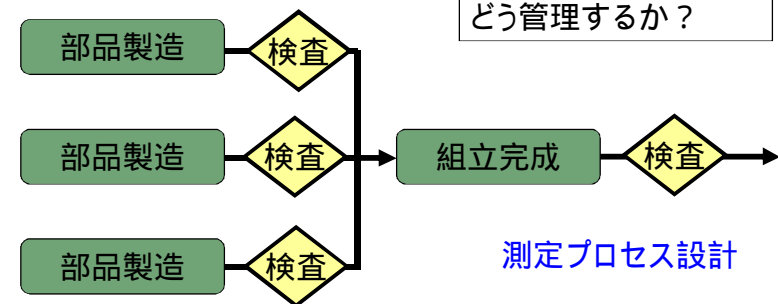 どう管理するか？
部品製造
検査
部品製造
検査
組立完成
検査
部品製造
検査
測定プロセス設計